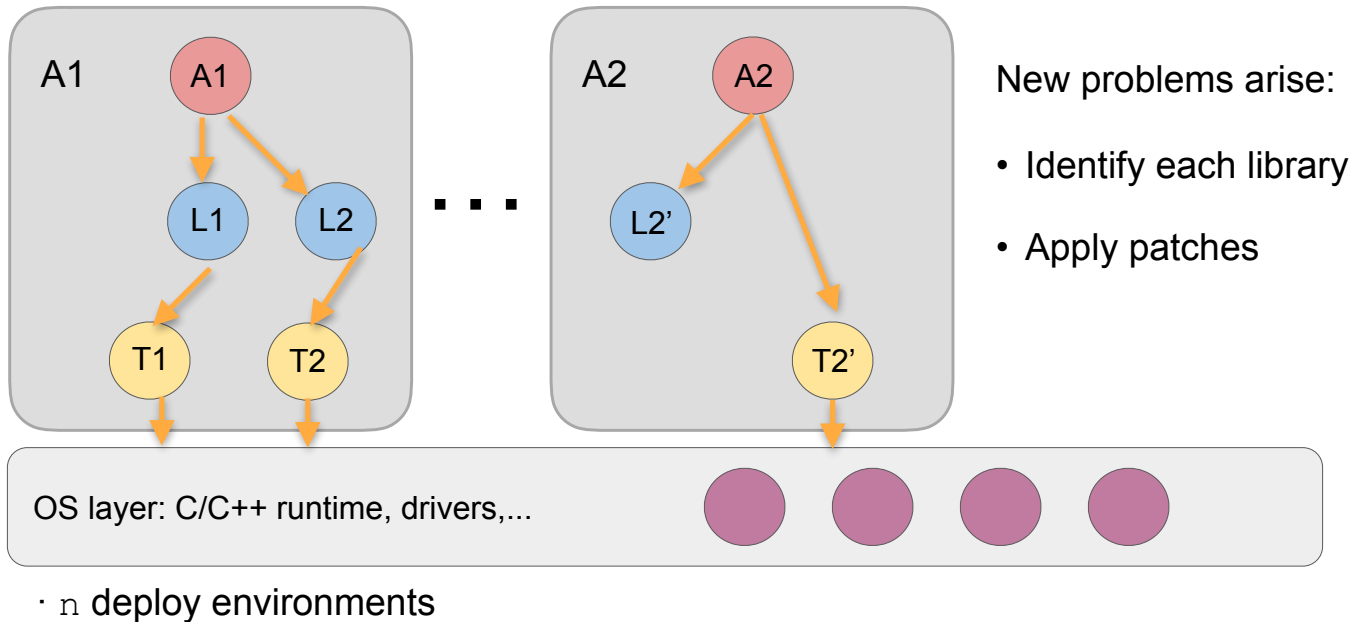 A1
A1
L1
L2
T1
T2
. . .
A2
A2
L2’
T2’
New problems arise:
• Identify each library
• Apply patches
OS layer: C/C++ runtime, drivers,...
· n deploy environments